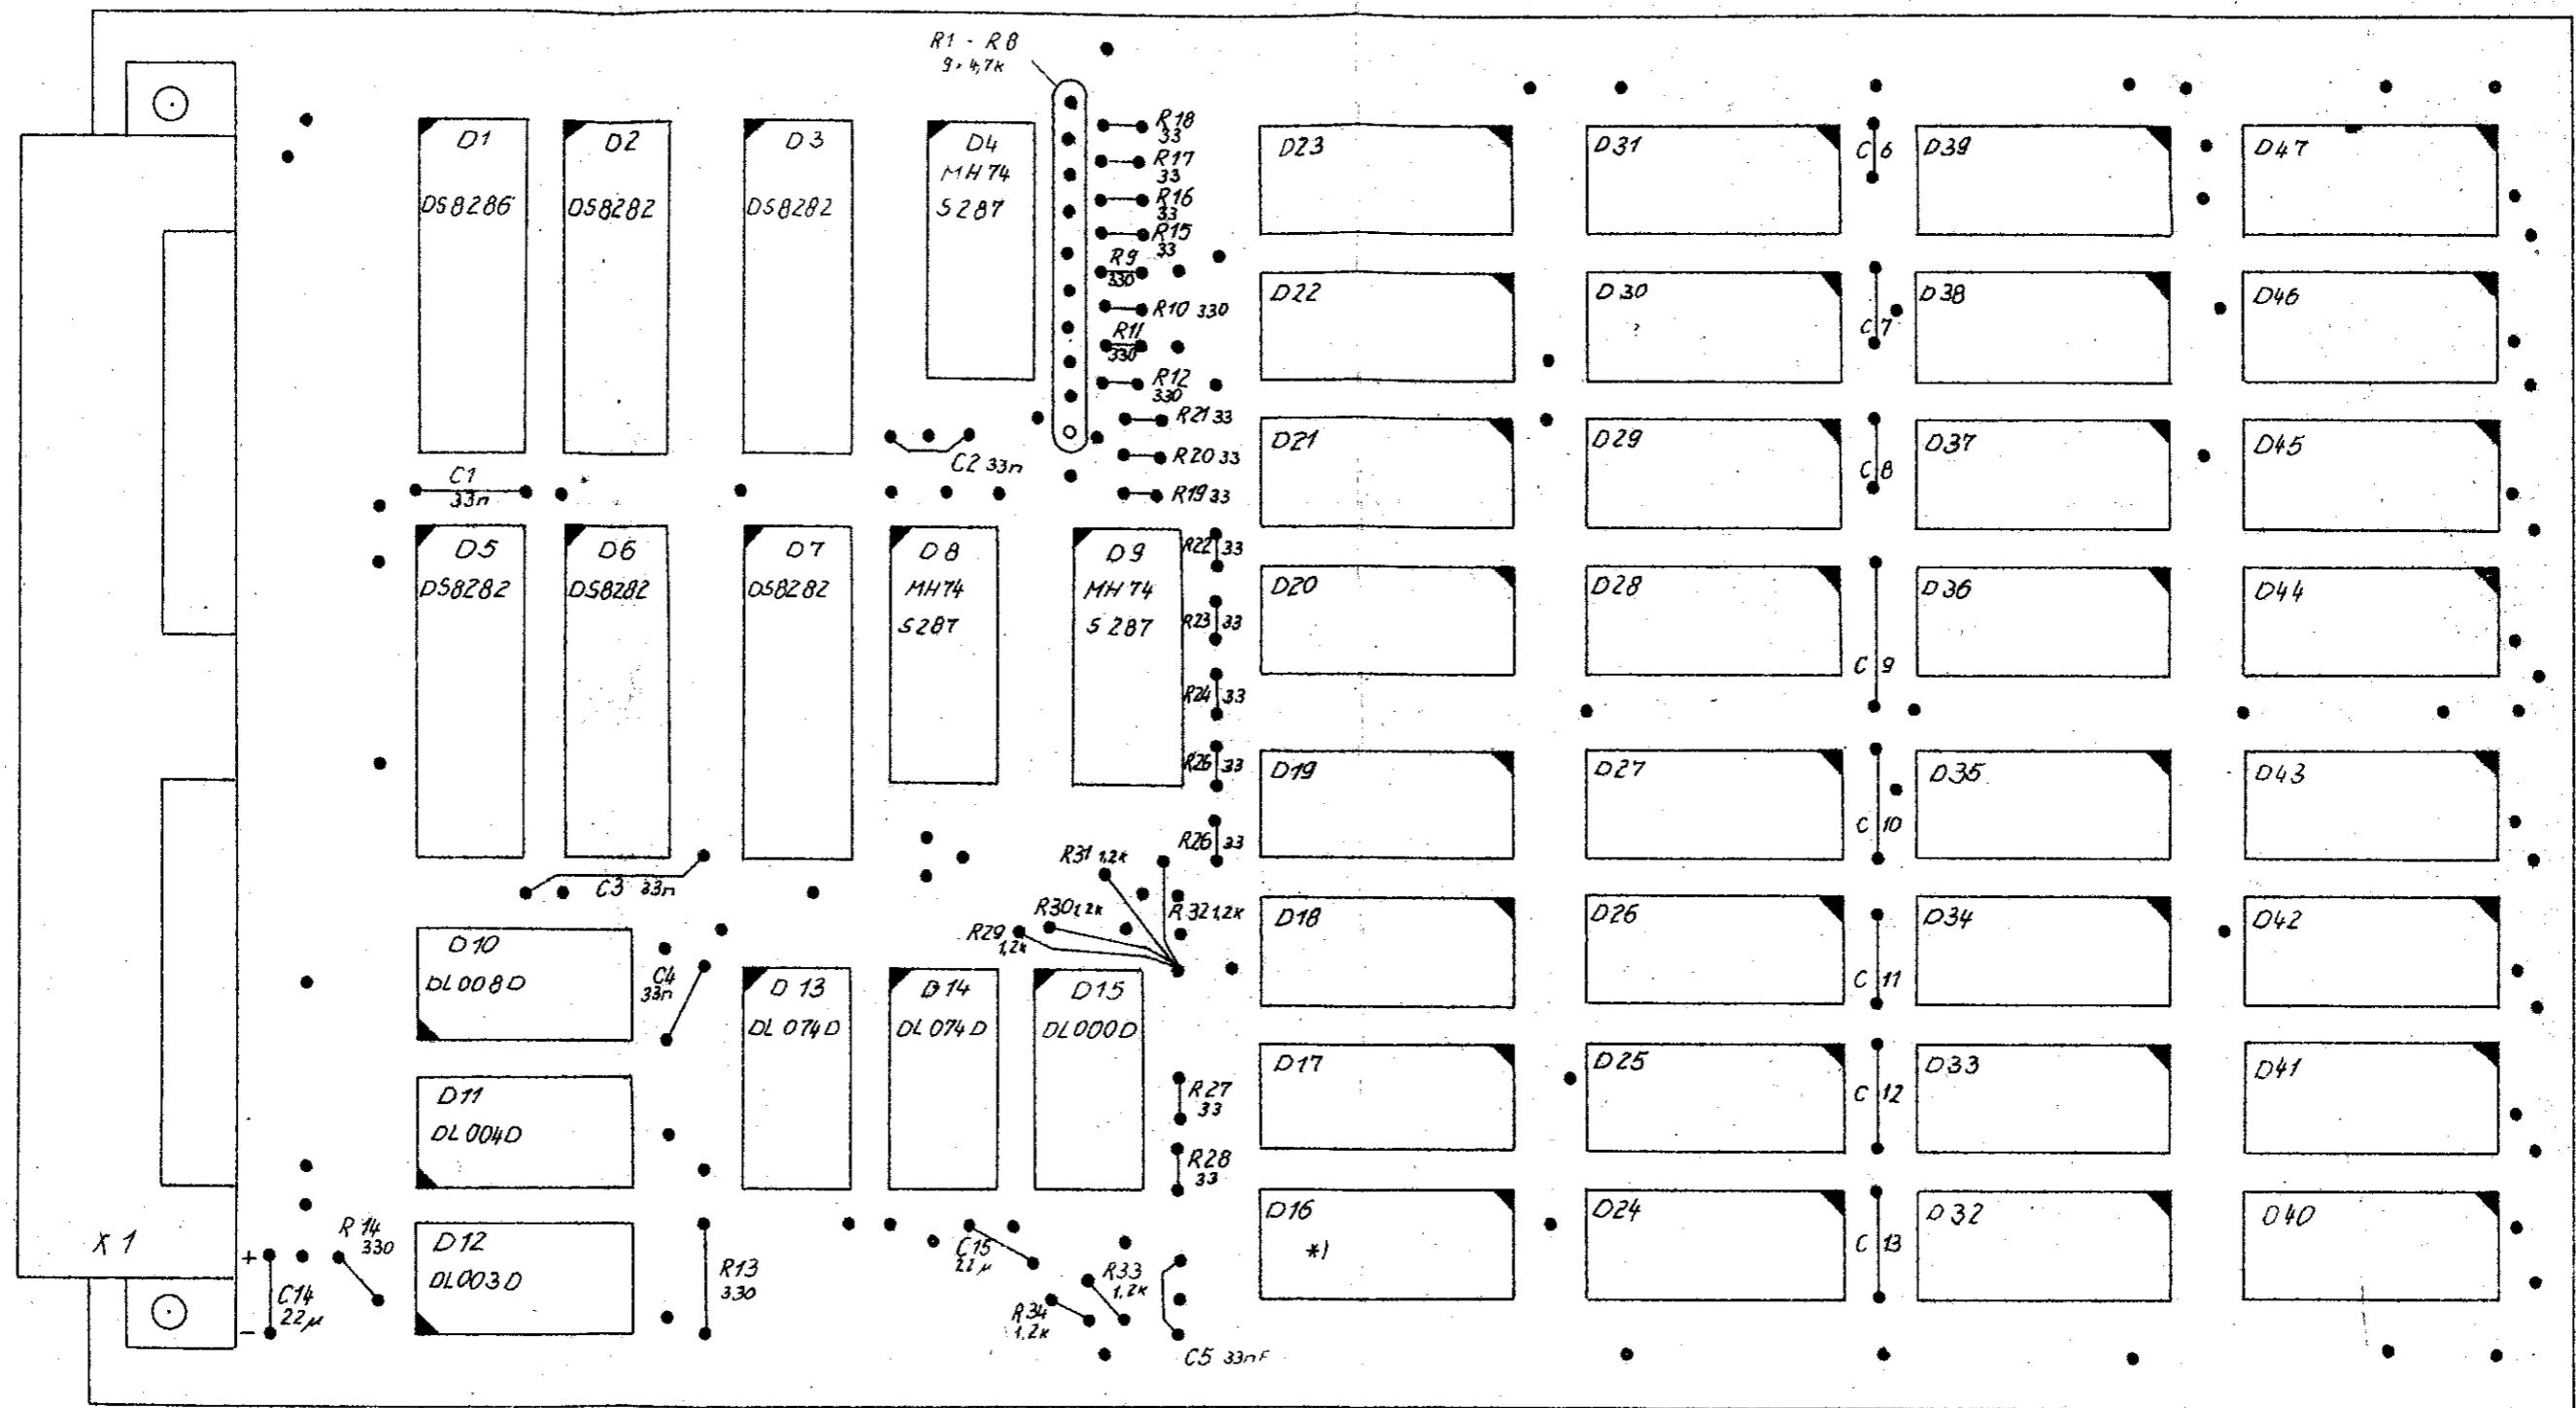 R1 - R8
9 × 4,7k
D1
DS8286
D2
DS8282
D3
DS8282
D4
MH74
S287
R18
33
R17
33
R16
33
R15
33
R9
330
R10 330
R11
330
R12
330
R21 33
R20 33
R19 33
C1
33n
C2 33n
D5
DS8282
D6
DS8282
D7
DS8282
D8
MH74
S287
D9
MH74
S287
R22 33
R23 33
R24 33
R26 33
R26 33
C3 33n
R31 1,2k
R30 1,2k
R32 1,2k
R29
1,2k
D10
DL008D
C4
33n
D11
DL004D
D12
DL003D
D13
DL074D
D14
DL074D
D15
DL000D
R27
33
R28
33
X1
+
-
C14
22µ
R14
330
R13
330
C15
22µ
R33
1,2k
R34
1,2k
C5 33nF
D23
D31
C6
D39
D47
D22
D30
C7
D38
D46
D21
D29
C8
D37
D45
D20
D28
C9
D36
D44
D19
D27
C10
D35
D43
D18
D26
C11
D34
D42
D17
D25
C12
D33
D41
D16
*)
D24
C13
D32
D40